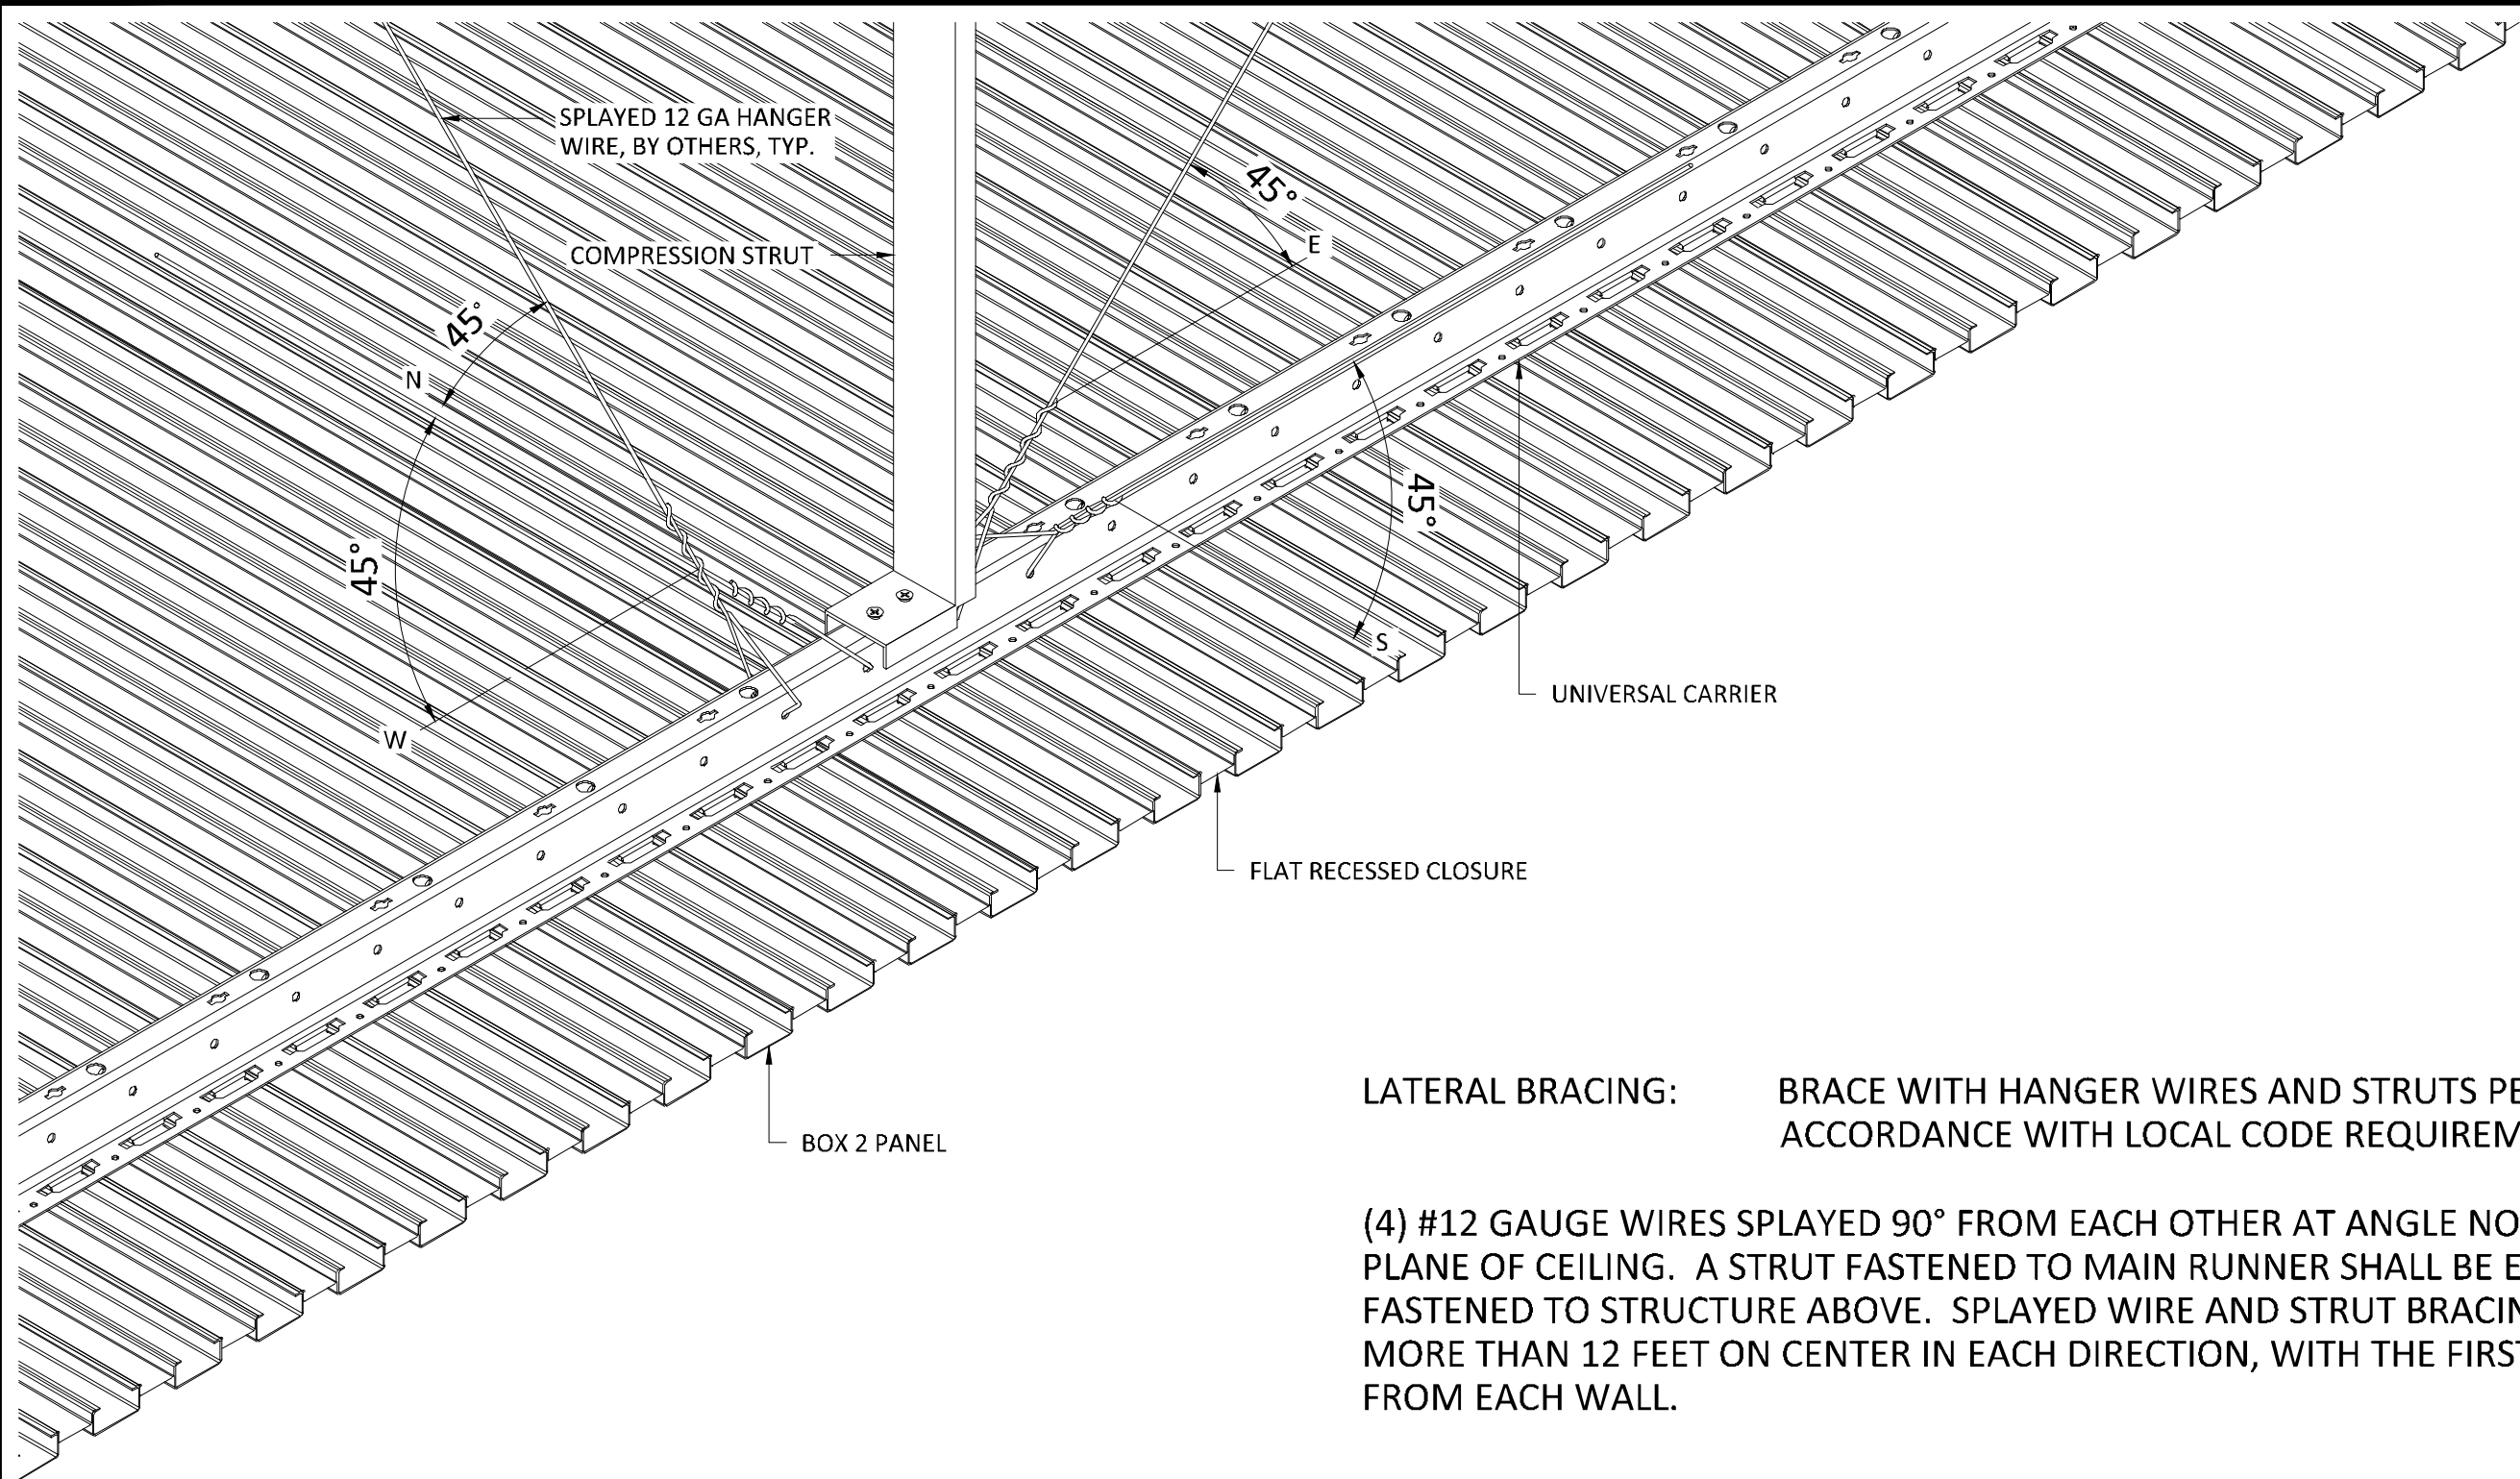 SPLAYED 12 GA HANGER
WIRE, BY OTHERS, TYP.
COMPRESSION STRUT
45°
E
45°
N
45°
W
45°
S
UNIVERSAL CARRIER
FLAT RECESSED CLOSURE
BOX 2 PANEL
LATERAL BRACING: BRACE WITH HANGER WIRES AND STRUTS
ACCORDANCE WITH LOCAL CODE
(4) #12 GAUGE WIRES SPLAYED 90° FROM EACH OTHER AT ANGLE
PLANE OF CEILING. A STRUT FASTENED TO MAIN RUNNER SHALL BE
FASTENED TO STRUCTURE ABOVE. SPLAYED WIRE AND STRUT
MORE THAN 12 FEET ON CENTER IN EACH DIRECTION, WITH THE FIRST
FROM EACH WALL.